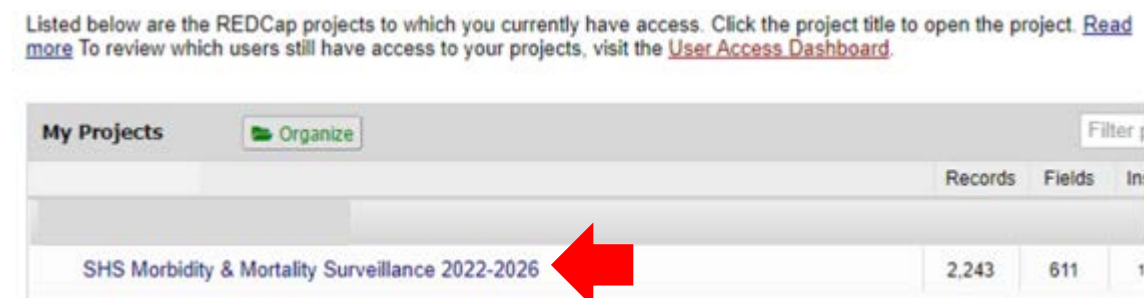 Listed below are the REDCap projects to which you currently have access. Click the project title to open the project. Read
more To review which users still have access to your projects, visit the User Access Dashboard.
My Projects Organize Filter
Records Fields
SHS Morbidity & Mortality Surveillance 2022-2026 2,243 611